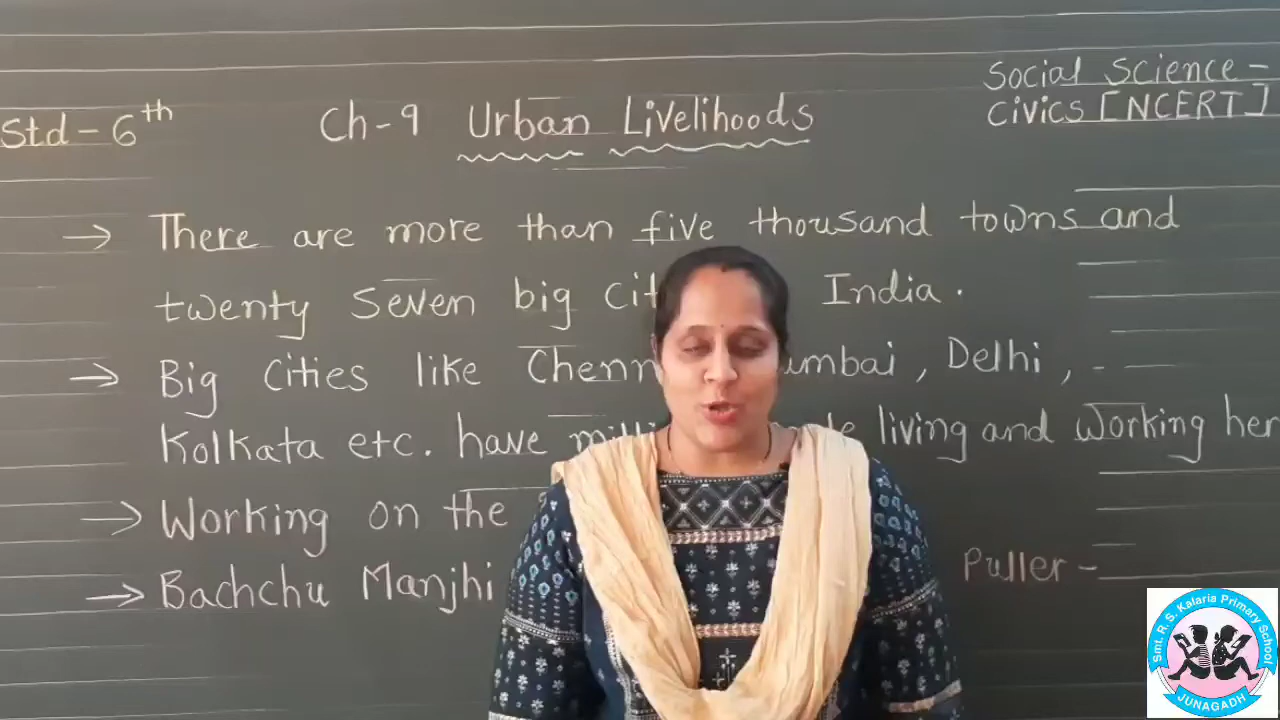 Social Science -
Std - 6th Ch-9 Urban Livelihoods Civics [NCERT]
→ There are more than five thousand towns and
twenty seven big cit India.
→ Big Cities like Chenn umbai, Delhi, -
Kolkata etc. have living and working her
→ Working on the
→ Bachchu Manjhi Puller -
Smt. R. S. Kalaria Primary School
JUNAGADH